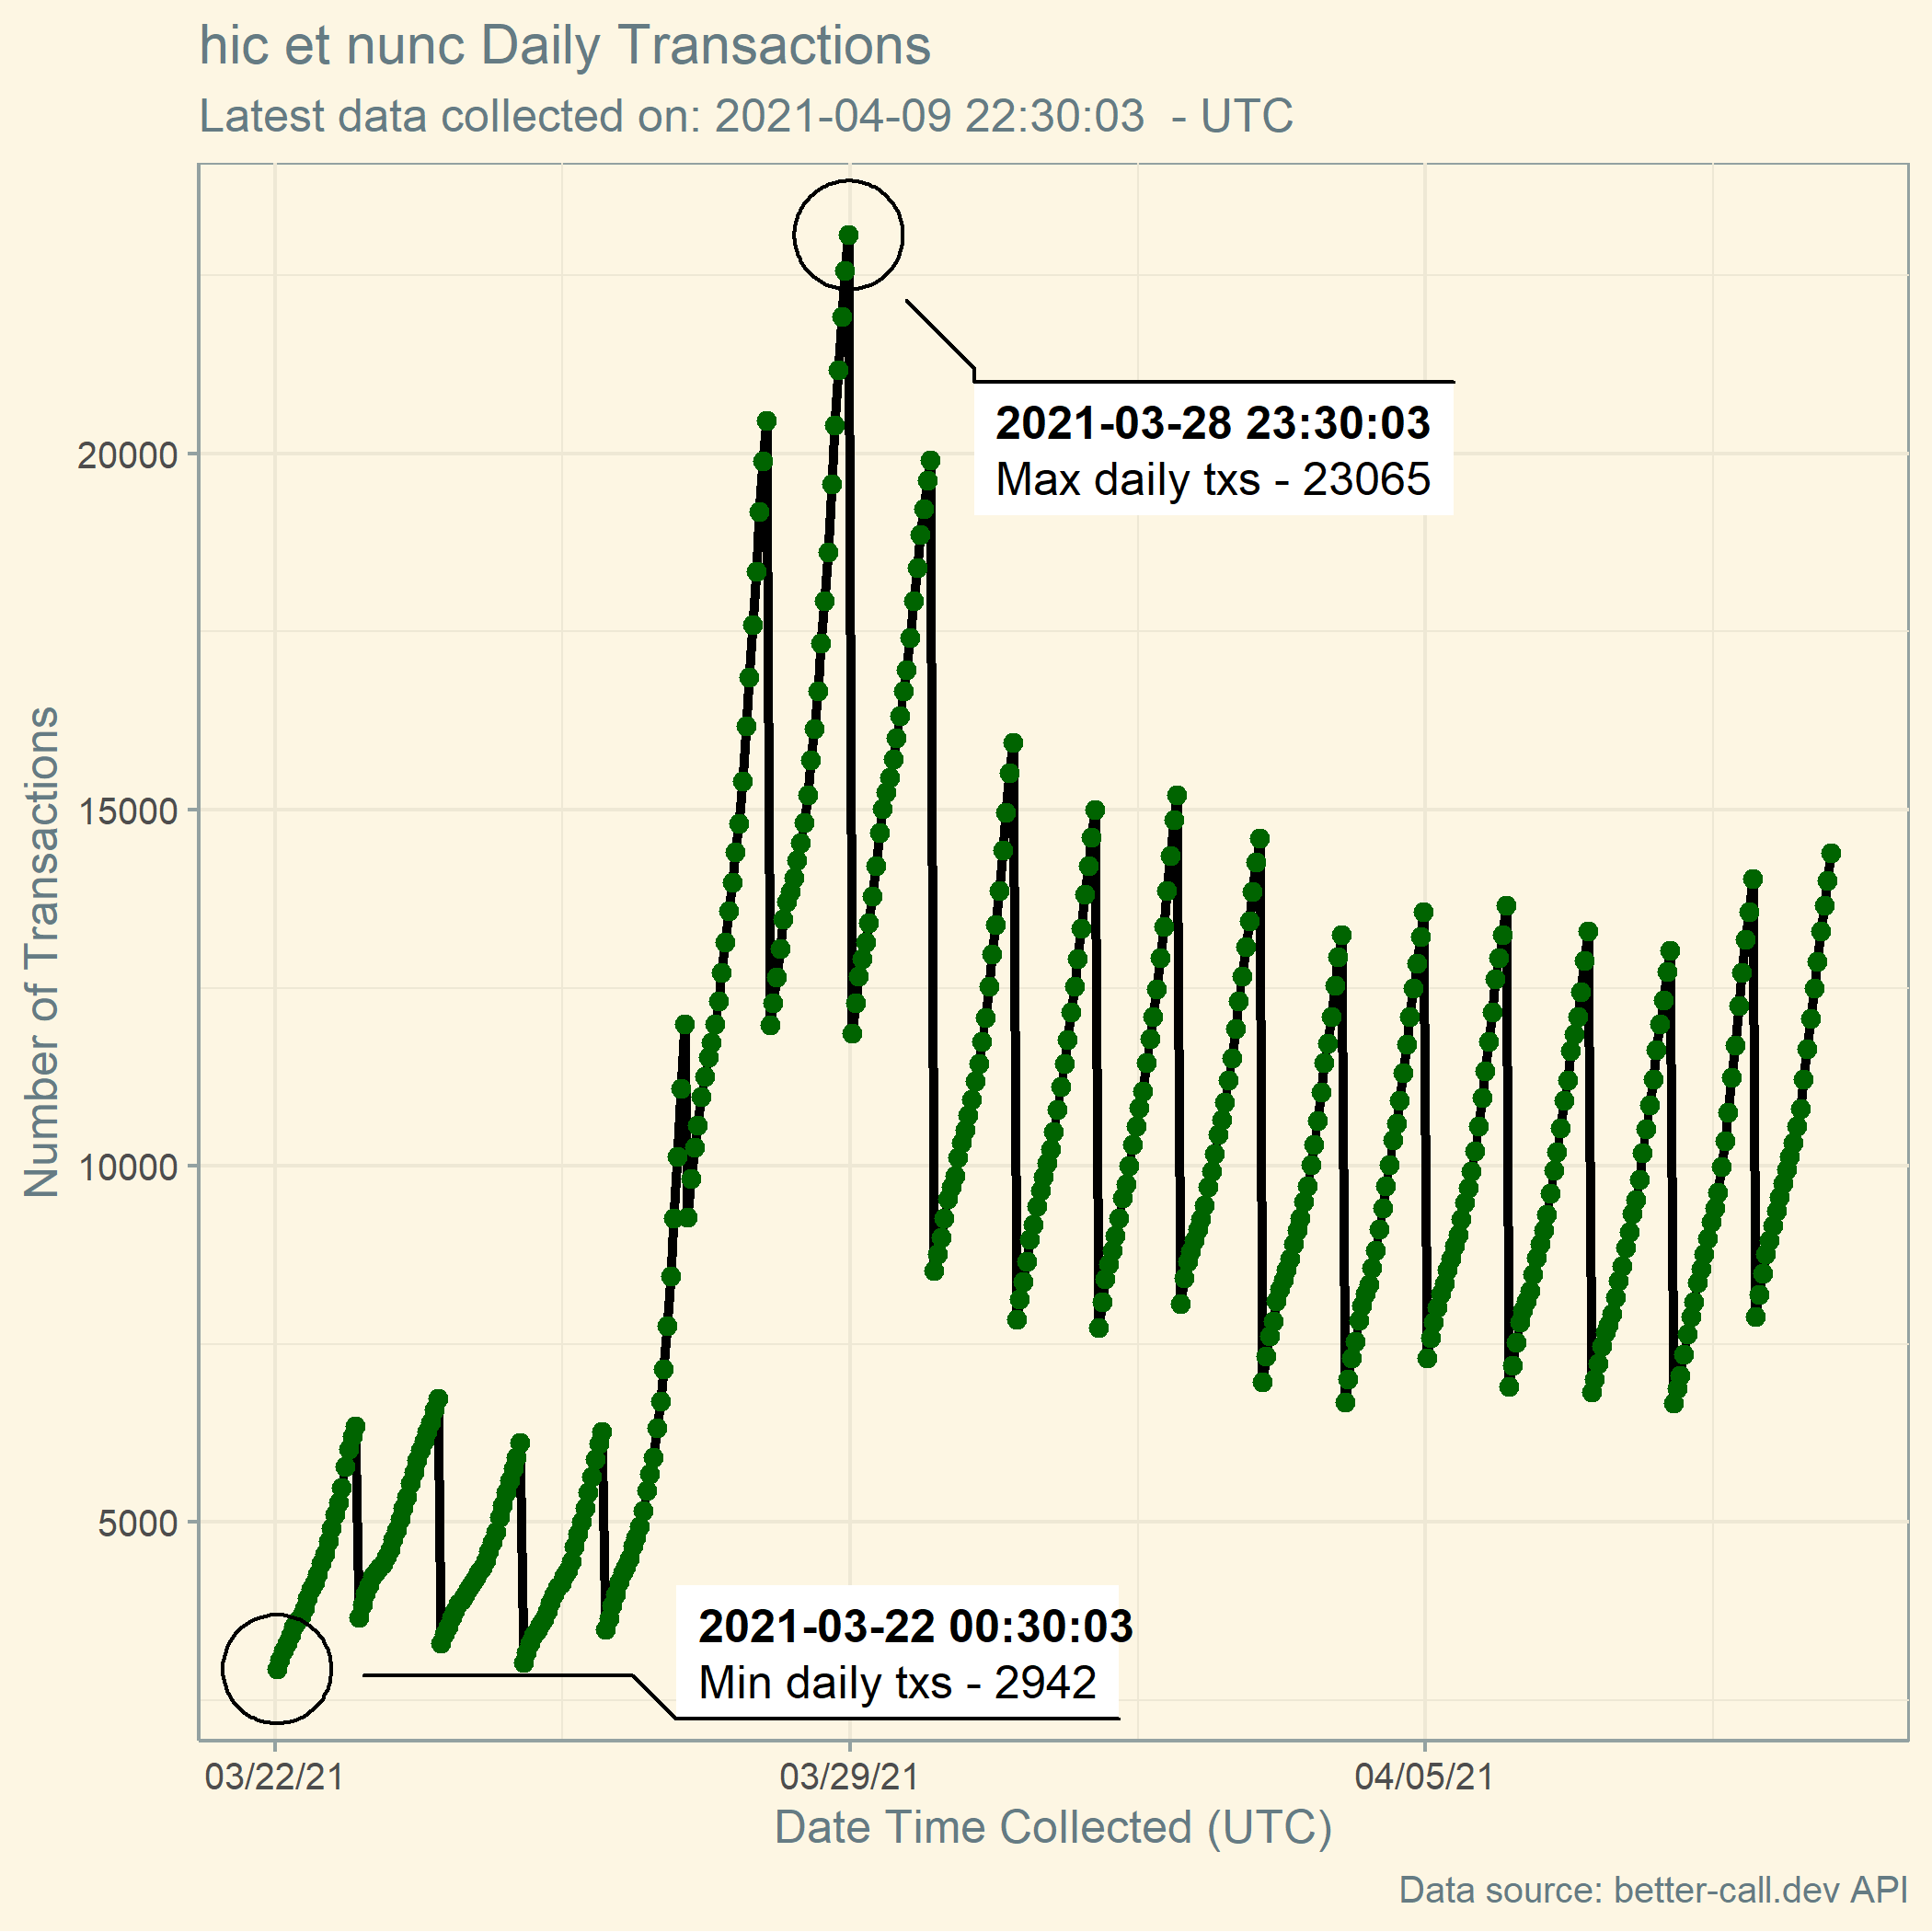 hic et nunc Daily Transactions
Latest data collected on: 2021-04-09 22:30:03  - UTC
Number of Transactions
20000
15000
10000
5000
2021-03-28 23:30:03
Max daily txs - 23065
2021-03-22 00:30:03
Min daily txs - 2942
03/22/21
03/29/21
04/05/21
Date Time Collected (UTC)
Data source: better-call.dev API